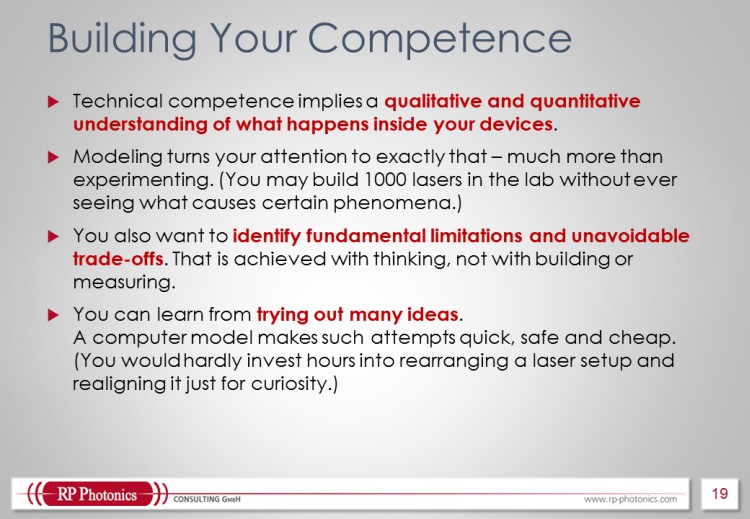 Building Your Competence
Technical competence implies a qualitative and quantitative
understanding of what happens inside your devices.
Modeling turns your attention to exactly that – much more than
experimenting. (You may build 1000 lasers in the lab without ever
seeing what causes certain phenomena.)
You also want to identify fundamental limitations and unavoidable
trade-offs. That is achieved with thinking, not with building or
measuring.
You can learn from trying out many ideas.
A computer model makes such attempts quick, safe and cheap.
(You would hardly invest hours into rearranging a laser setup and
realigning it just for curiosity.)
RP Photonics CONSULTING GmbH
www.rp-photonics.com
19